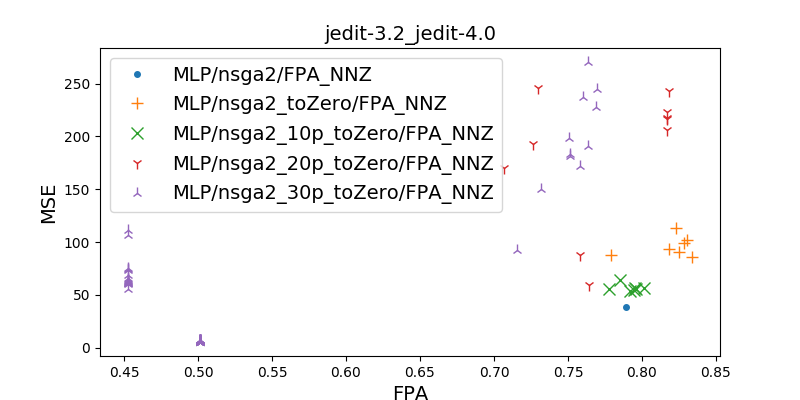 jedit-3.2_jedit-4.0
MLP/nsga2/FPA_NNZ
MLP/nsga2_toZero/FPA_NNZ
MLP/nsga2_10p_toZero/FPA_NNZ
MLP/nsga2_20p_toZero/FPA_NNZ
MLP/nsga2_30p_toZero/FPA_NNZ
MSE
250
200
150
100
50
0
0.45 0.50 0.55 0.60 0.65 0.70 0.75 0.80 0.85
FPA